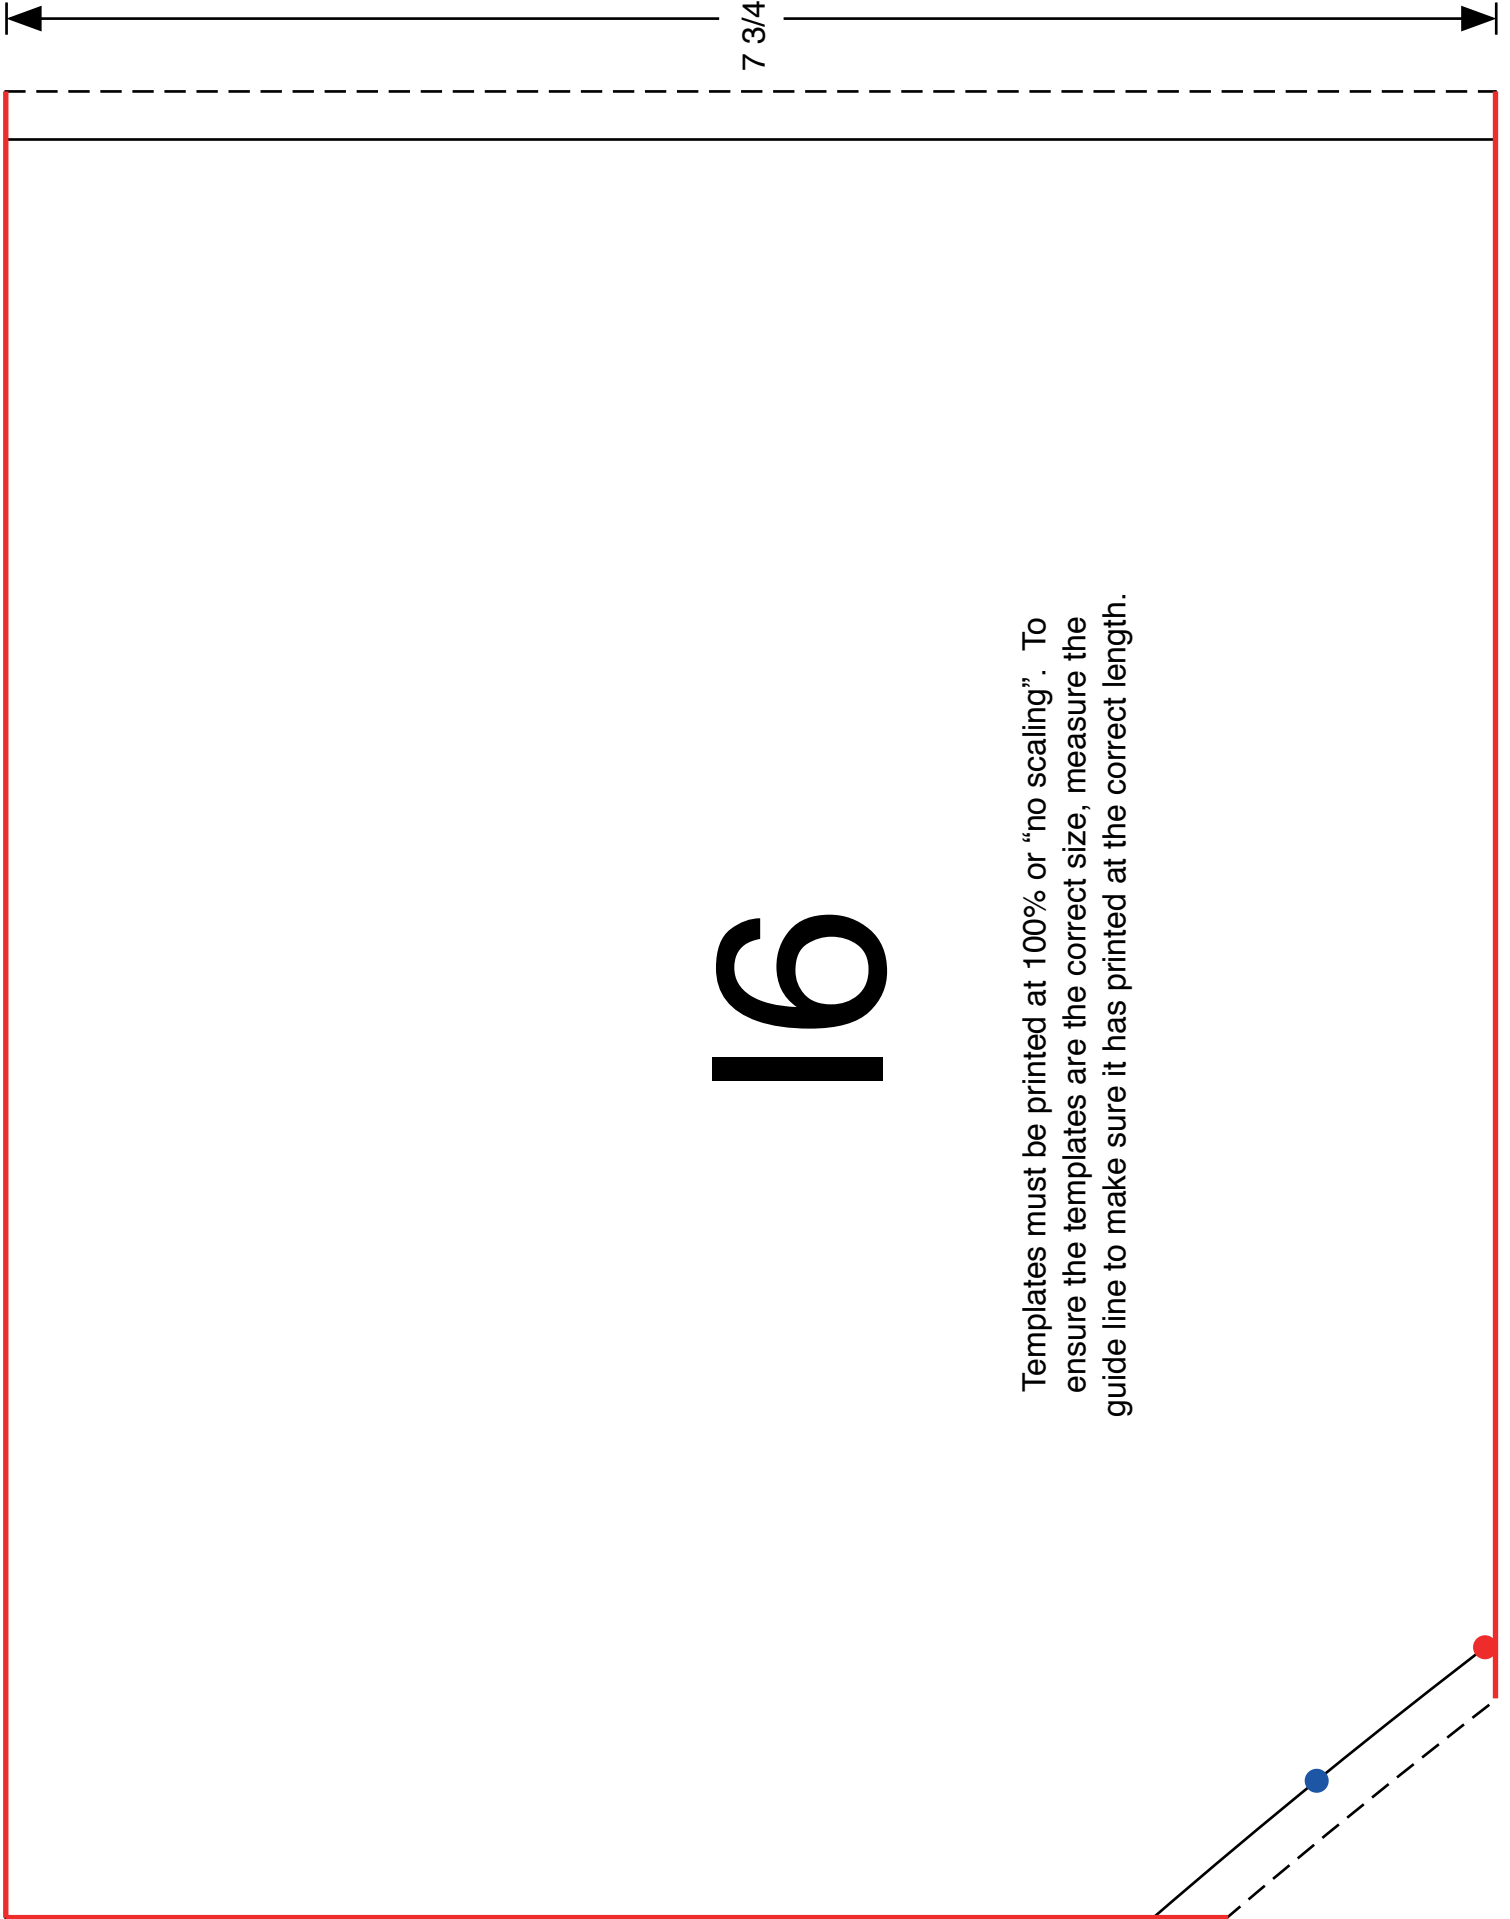 7 3/4
I6
Templates must be printed at 100% or “no scaling”.  To
ensure the templates are the correct size, measure the
guide line to make sure it has printed at the correct length.